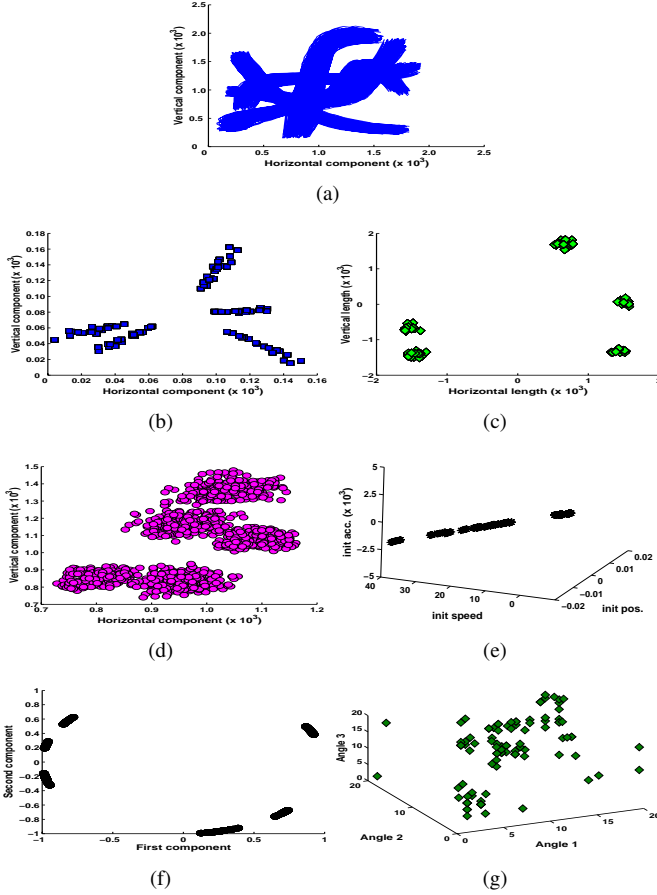 2.5
2.0
1.5
1.0
0.5
0
0 0.5 1.0 1.5 2.0 2.5
Vertical component (x 10³)
Horizontal component (x 10³)
(a)
0.18
0.16
0.14
0.12
0.10
0.08
0.06
0.04
0.02
0
0 0.02 0.04 0.06 0.08 0.10 0.12 0.14 0.16
Vertical component (x 10³)
Horizontal component (x 10³)
(b)
2
1
0
−1
−2
−2 −1 0 1 2
Vertical length (x 10³)
Horizontal length (x 10³)
(c)
1.5
1.4
1.3
1.2
1.1
1.0
0.9
0.8
0.7
0.7 0.8 0.9 1.0 1.1 1.2
Vertical component (x 10³)
Horizontal component (x 10³)
(d)
5
2.5
0
−2.5
−5
40 30 20 10 0
−0.02 −0.01 0 0.01 0.02
init acc. (x 10³)
init speed
init pos.
(e)
1
0.8
0.6
0.4
0.2
0
−0.2
−0.4
−0.6
−0.8
−1
−1 −0.5 0 0.5 1
Second component
First component
(f)
20
15
10
5
0
20 10 0
0 5 10 15 20
Angle 3
Angle 2
Angle 1
(g)